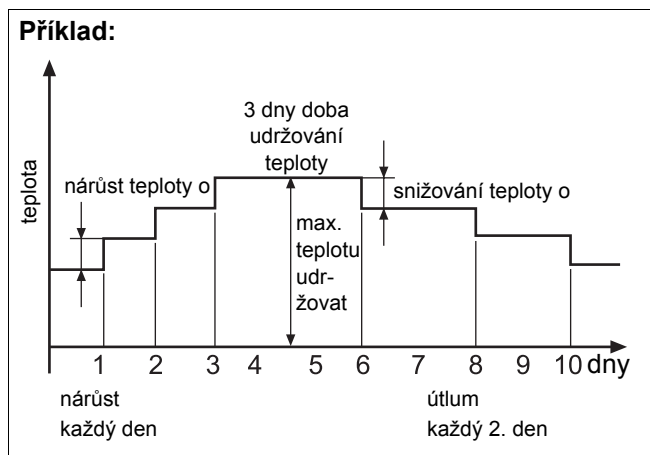 Příklad:
3 dny doba
udržování
teploty
teplota
nárůst teploty o
snižování teploty o
max.
teplotu
udr-
žovat
1 2 3 4 5 6 7 8 9 10 dny
nárůst
každý den
útlum
každý 2. den